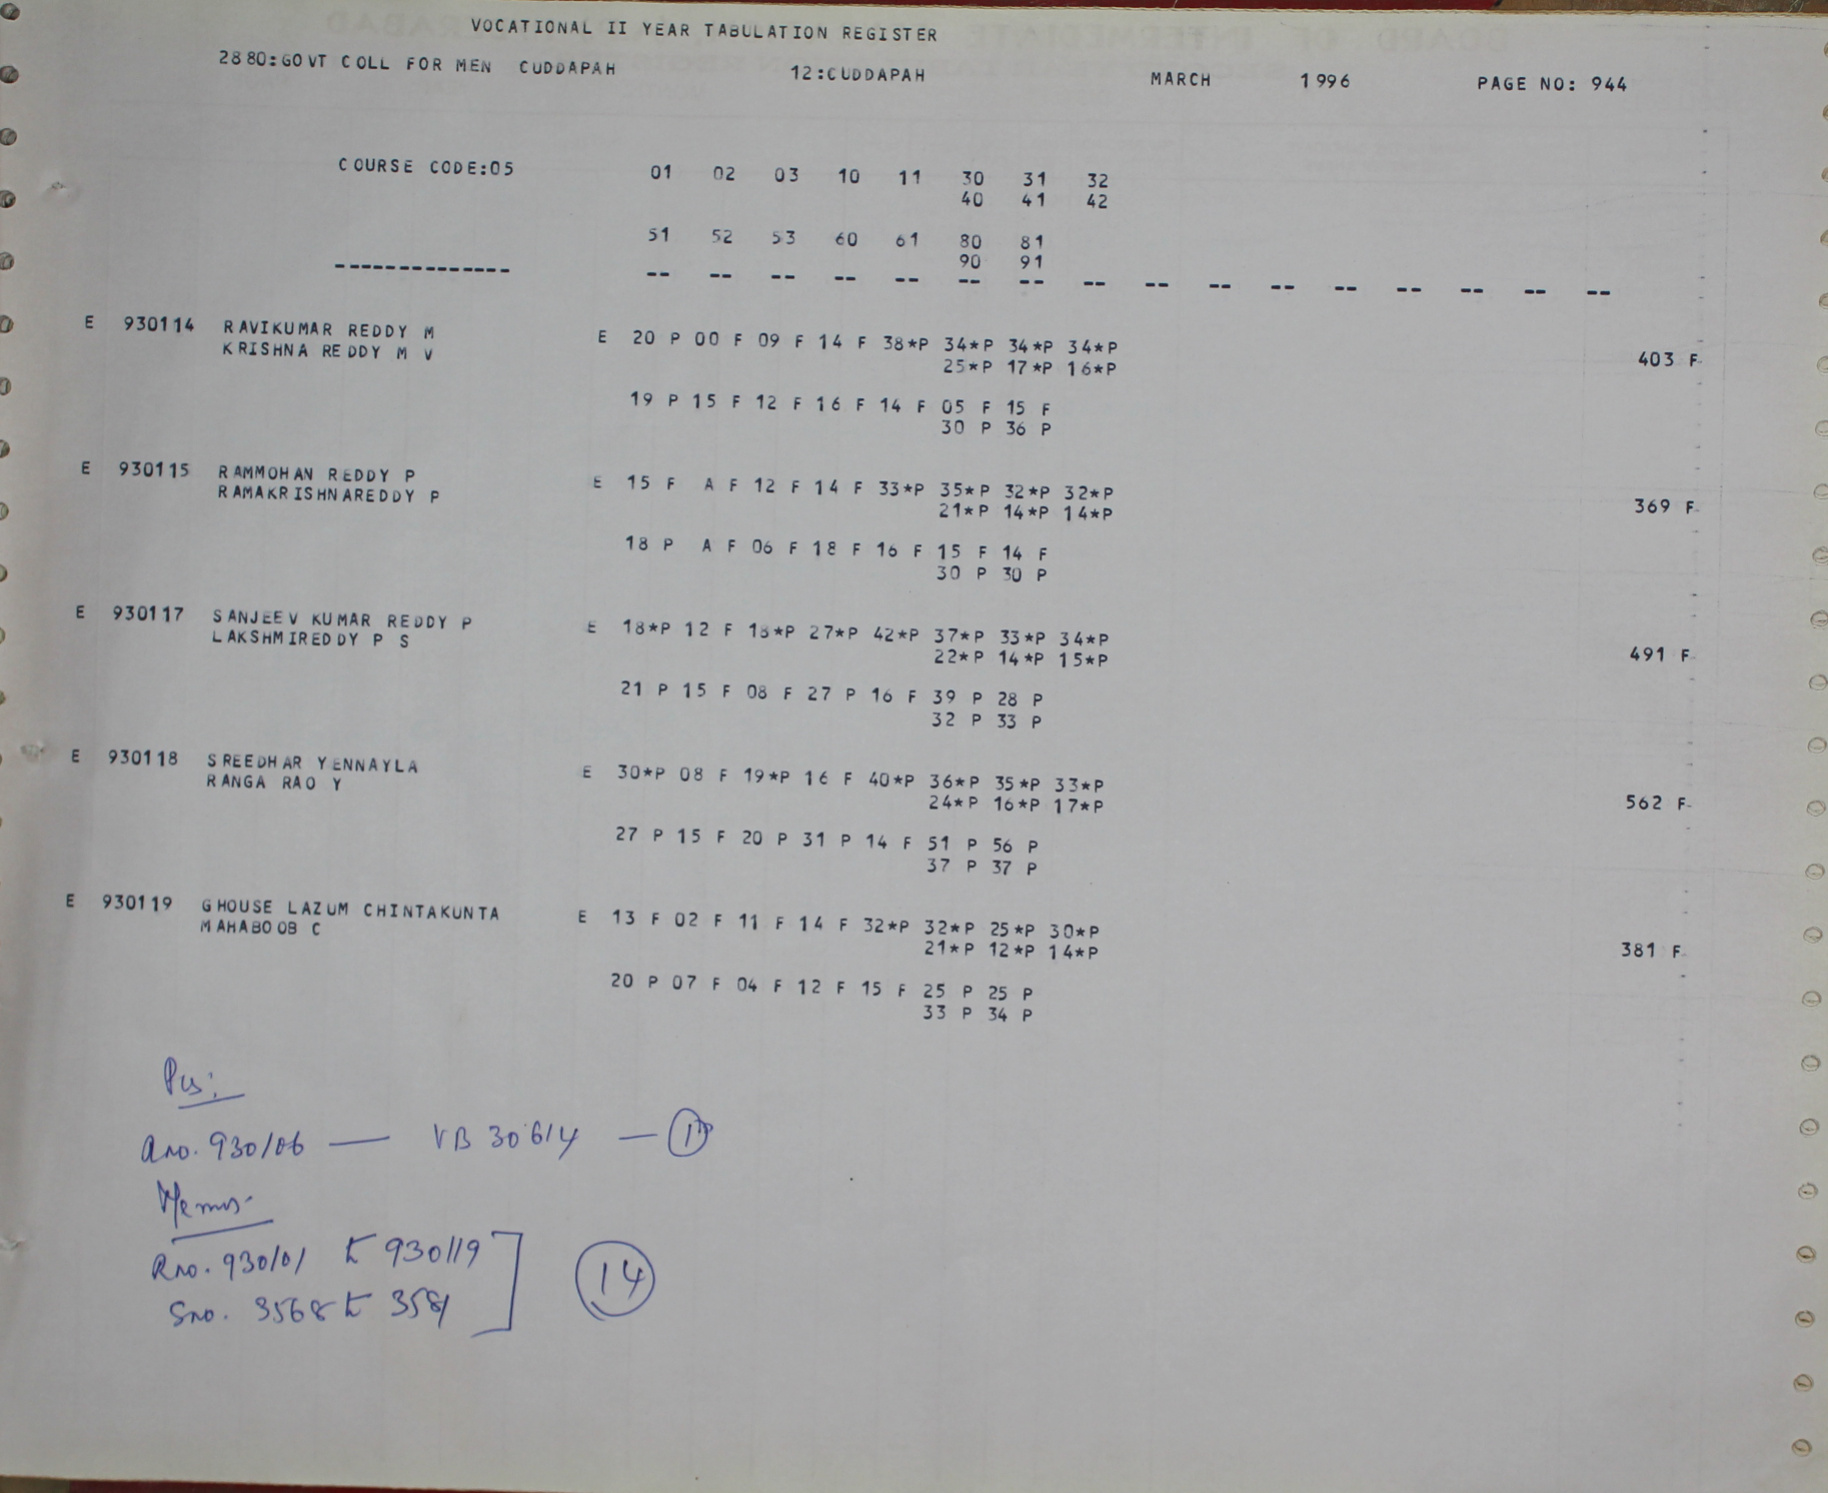 VOCATIONAL II YEAR TABULATION REGISTER
2880:GOVT COLL FOR MEN CUDDAPAH 12:CUDDAPAH MARCH 1996 PAGE NO: 944
COURSE CODE:05 01 02 03 10 11 30 31 32
40 41 42
51 52 53 60 61 80 81
90 91
-------------- -- -- -- -- -- -- -- -- -- -- -- -- -- -- -- --
E 930114 RAVIKUMAR REDDY M E 20 P 00 F 09 F 14 F 38*P 34*P 34*P 34*P
KRISHNA REDDY M V 25*P 17*P 16*P 403 F
19 P 15 F 12 F 16 F 14 F 05 F 15 F
30 P 36 P
E 930115 RAMMOHAN REDDY P E 15 F A F 12 F 14 F 33*P 35*P 32*P 32*P
RAMAKRISHNAREDDY P 21*P 14*P 14*P 369 F
18 P A F 06 F 18 F 16 F 15 F 14 F
30 P 30 P
E 930117 SANJEEV KUMAR REDDY P E 18*P 12 F 18*P 27*P 42*P 37*P 33*P 34*P
LAKSHMIREDDY P S 22*P 14*P 15*P 491 F
21 P 15 F 08 F 27 P 16 F 39 P 28 P
32 P 33 P
E 930118 SREEDHAR YENNAYLA E 30*P 08 F 19*P 16 F 40*P 36*P 35*P 33*P
RANGA RAO Y 24*P 16*P 17*P 562 F
27 P 15 F 20 P 31 P 14 F 51 P 56 P
37 P 37 P
E 930119 GHOUSE LAZUM CHINTAKUNTA E 13 F 02 F 11 F 14 F 32*P 32*P 25*P 30*P
MAHABOOB C 21*P 12*P 14*P 381 F
20 P 07 F 04 F 12 F 15 F 25 P 25 P
33 P 34 P
Rno. 930106 — VB 30614 —
Memos-
Rno. 930101 to 930119
Sno. 3568 to 3581
14